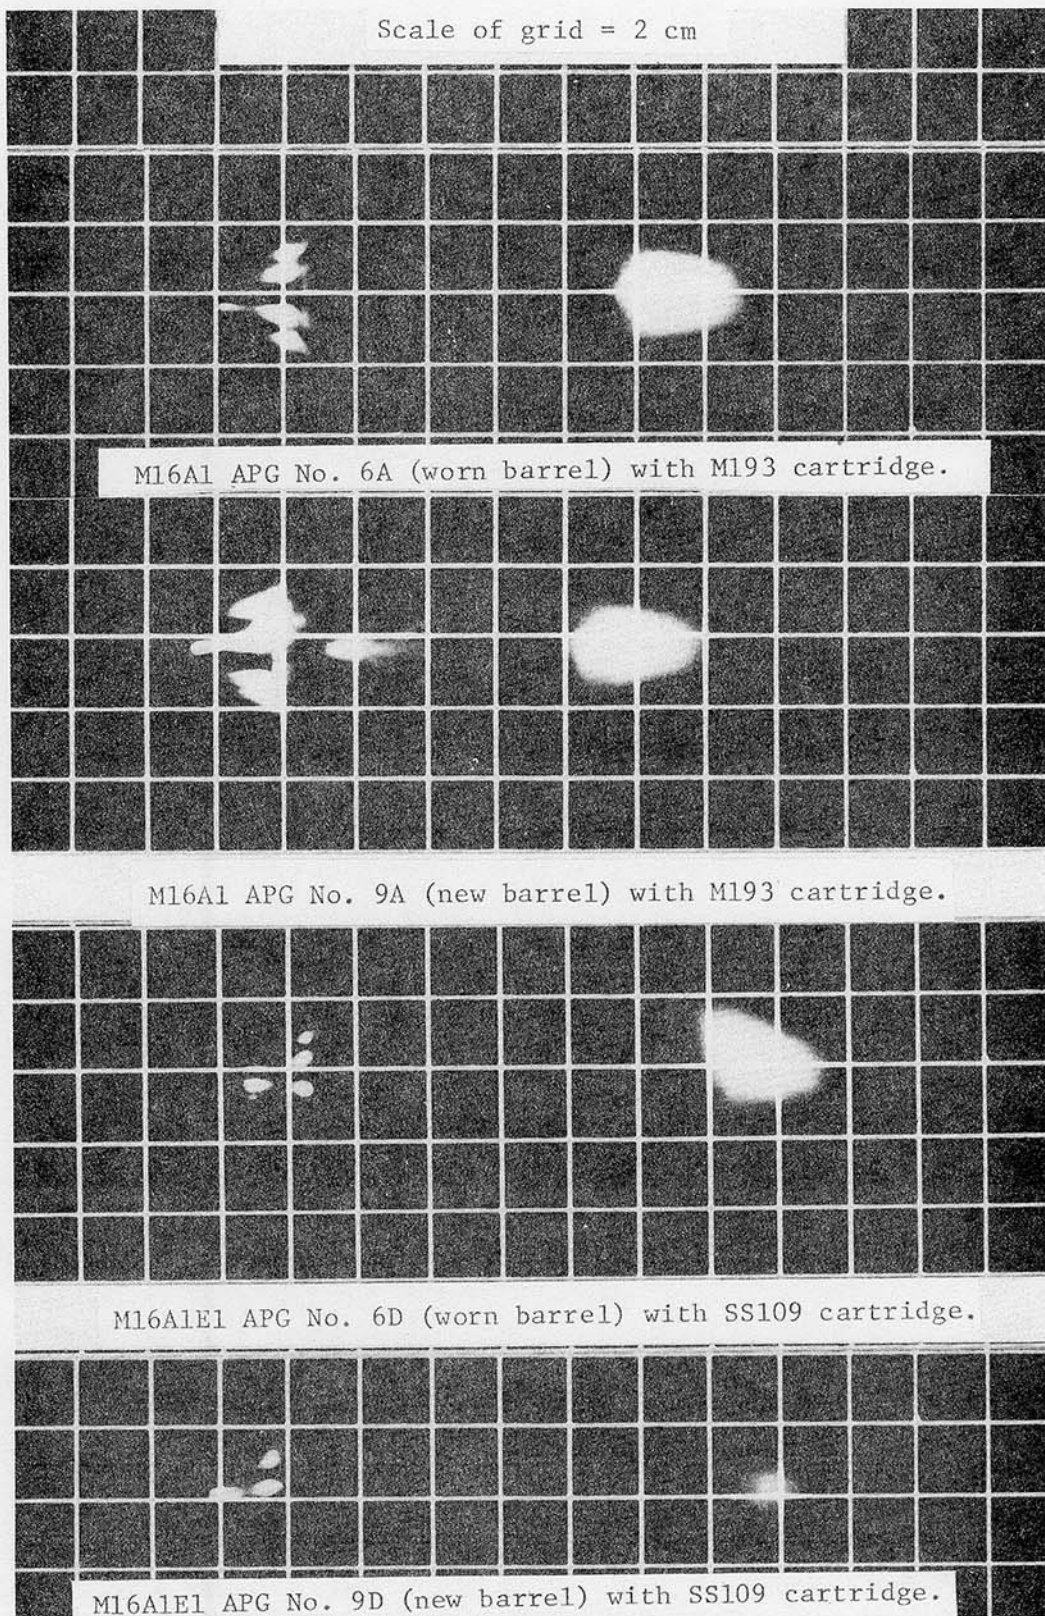 Scale of grid = 2 cm
M16A1 APG No. 6A (worn barrel) with M193 cartridge.
M16A1 APG No. 9A (new barrel) with M193 cartridge.
M16A1E1 APG No. 6D (worn barrel) with SS109 cartridge.
M16A1E1 APG No. 9D (new barrel) with SS109 cartridge.